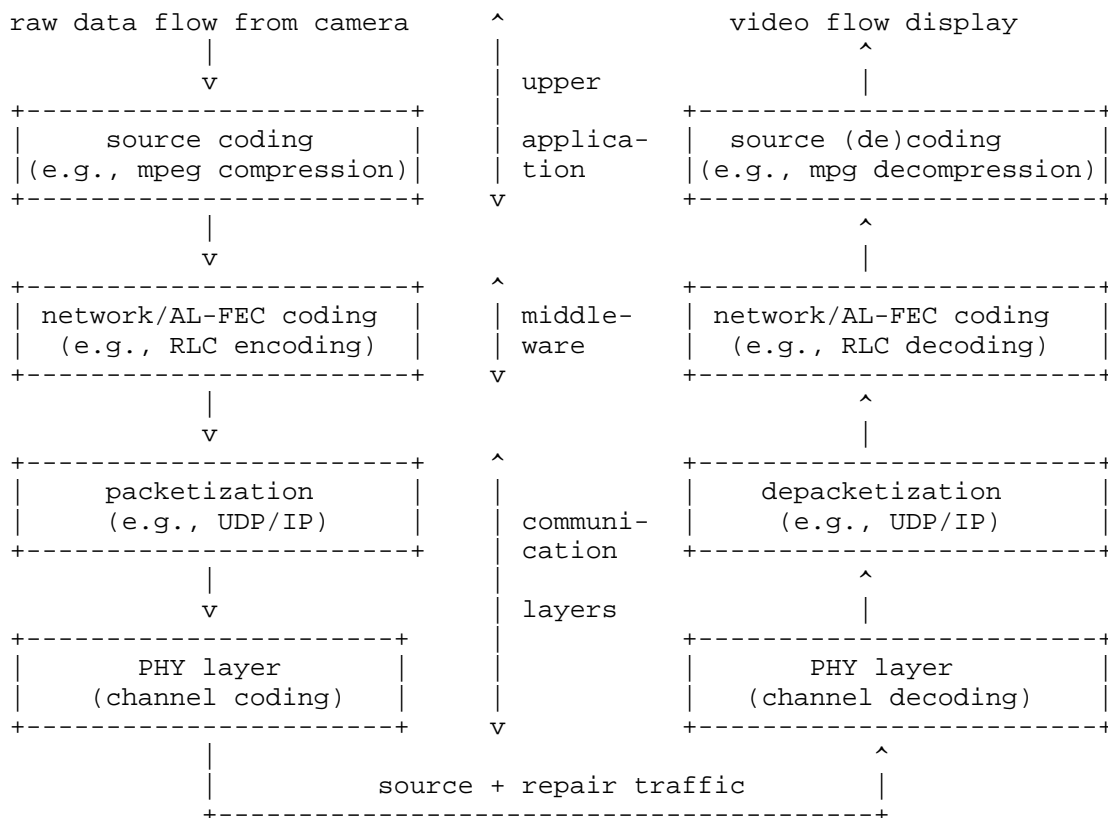 raw data flow from camera ^ video flow display
| | ^
v | upper |
+-----------------------+ | +------------------------+
| source coding | | applica- | source (de)coding |
|(e.g., mpeg compression)| | tion |(e.g., mpg decompression)|
+-----------------------+ v +------------------------+
| ^
v |
+-----------------------+ ^ +------------------------+
| network/AL-FEC coding | | middle- | network/AL-FEC coding |
| (e.g., RLC encoding) | | ware | (e.g., RLC decoding) |
+-----------------------+ v +------------------------+
| ^
v |
+-----------------------+ ^ +------------------------+
| packetization | | | depacketization |
| (e.g., UDP/IP) | | communi- | (e.g., UDP/IP) |
+-----------------------+ | cation +------------------------+
| | ^
v | layers |
+----------------------+ | +------------------------+
| PHY layer | | | PHY layer |
| (channel coding) | | | (channel decoding) |
+----------------------+ v +------------------------+
| ^
| source + repair traffic |
+---------------------------------------+